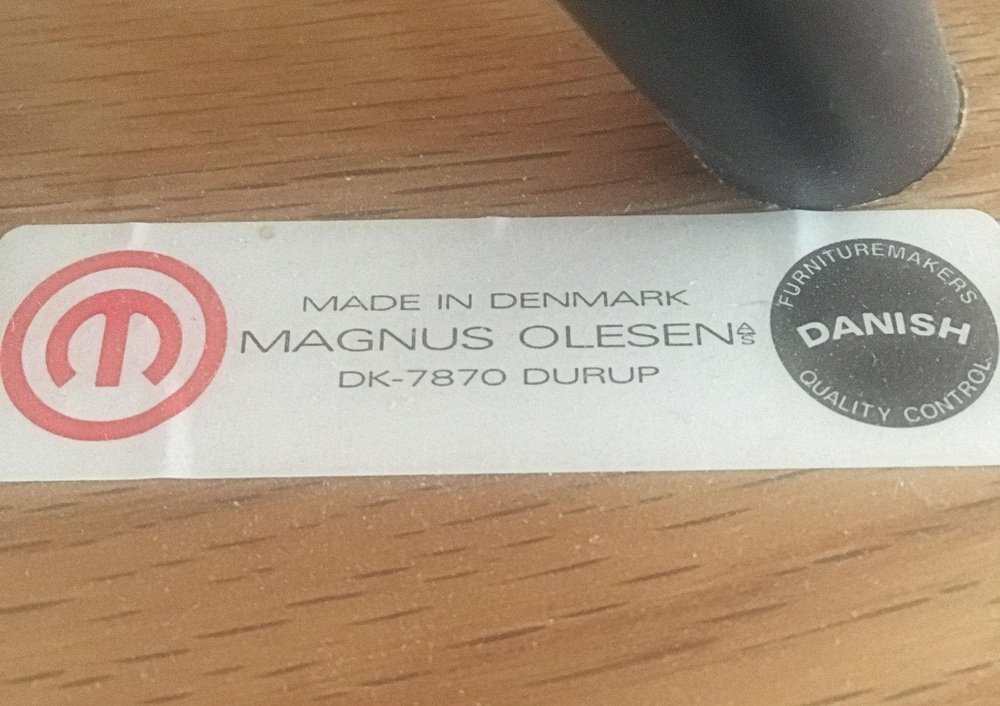 MADE IN DENMARK
MAGNUS OLESEN A/S
DK-7870 DURUP
FURNITUREMAKERS
DANISH
QUALITY CONTROL